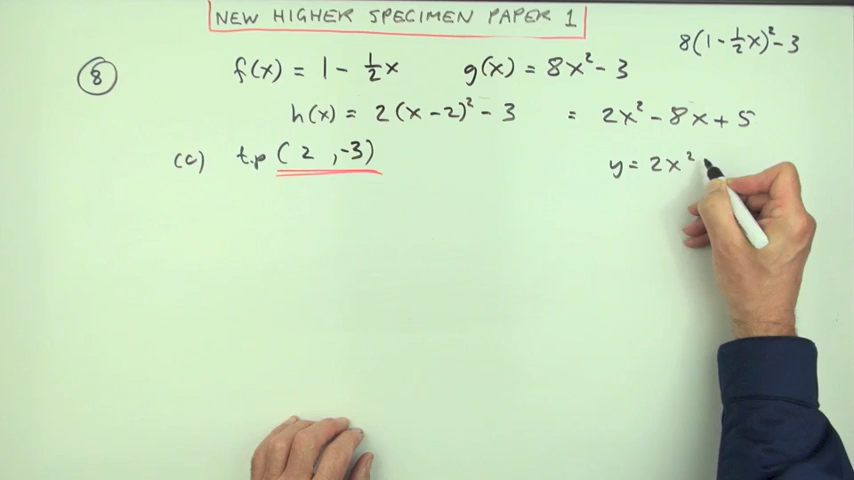 NEW HIGHER SPECIMEN PAPER 1
8(1 - ½x)² - 3
⑧ f(x) = 1 - ½x g(x) = 8x² - 3
h(x) = 2(x - 2)² - 3 = 2x² - 8x + 5
(c) t.p (2, -3) y = 2x²